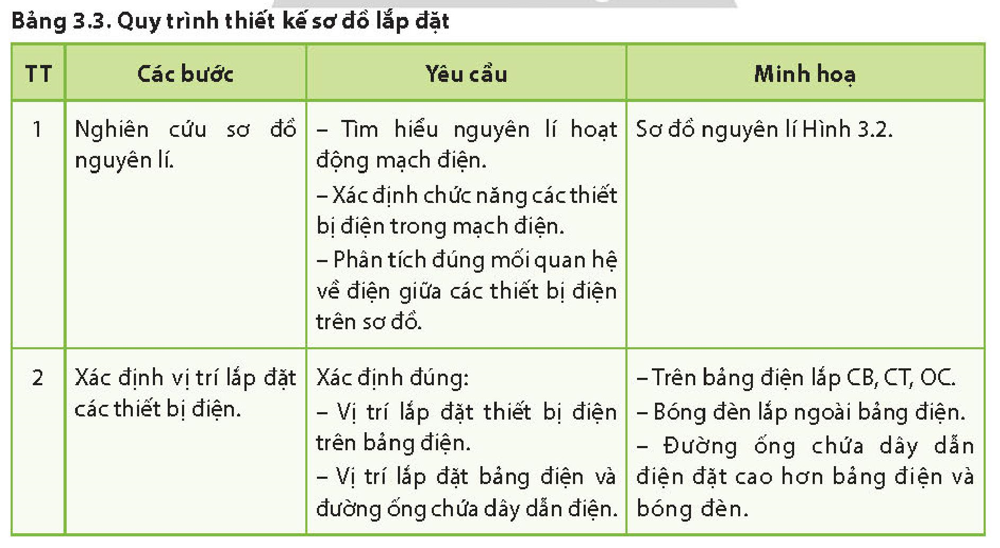 Bảng 3.3. Quy trình thiết kế sơ đồ lắp đặt
TT
Các bước
Yêu cầu
Minh hoạ
1
Nghiên cứu sơ đồ
nguyên lí.
– Tìm hiểu nguyên lí hoạt
động mạch điện.
– Xác định chức năng các thiết
bị điện trong mạch điện.
– Phân tích đúng mối quan hệ
về điện giữa các thiết bị điện
trên sơ đồ.
Sơ đồ nguyên lí Hình 3.2.
2
Xác định vị trí lắp đặt
các thiết bị điện.
Xác định đúng:
– Vị trí lắp đặt thiết bị điện
trên bảng điện.
– Vị trí lắp đặt bảng điện và
đường ống chứa dây dẫn điện.
– Trên bảng điện lắp CB, CT, OC.
– Bóng đèn lắp ngoài bảng điện.
– Đường ống chứa dây dẫn
điện đặt cao hơn bảng điện và
bóng đèn.